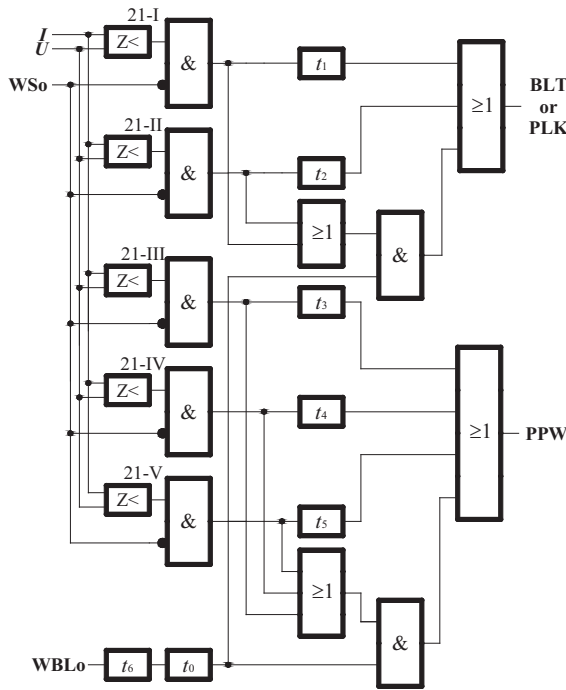 21-I
I
U
Z<
&
WSo
t1
≥1
BLT
or
PLK
21-II
Z<
&
t2
≥1
&
21-III
Z<
&
t3
21-IV
Z<
&
t4
≥1
PPW
21-V
Z<
&
t5
≥1
&
WBLo
t6
t0